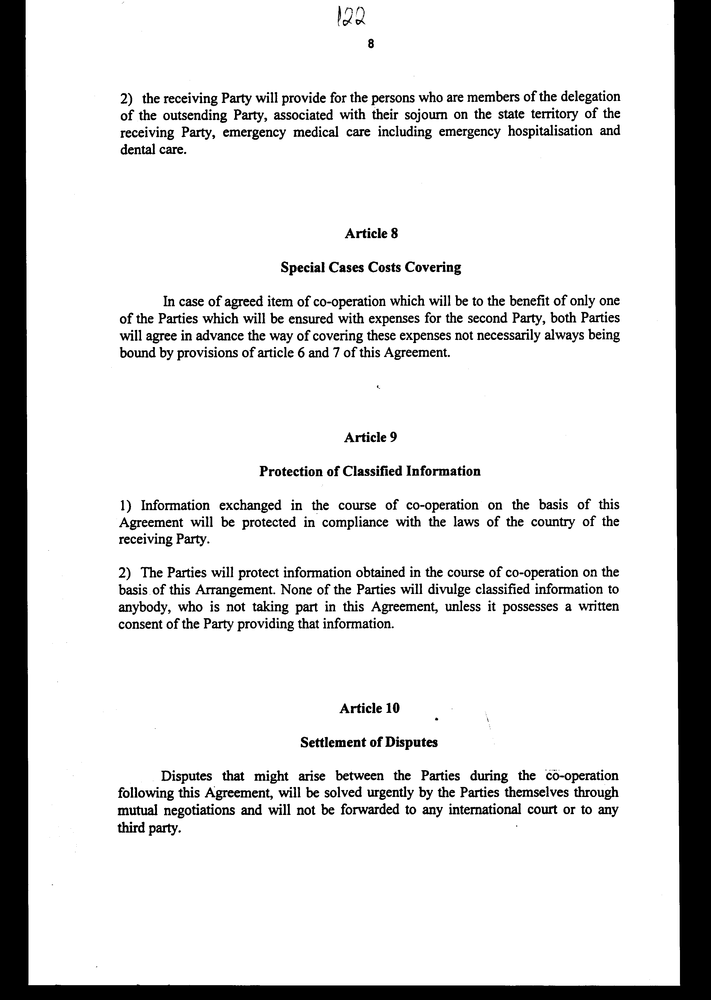 122
8
2) the receiving Party will provide for the persons who are members of the delegation
of the outsending Party, associated with their sojourn on the state territory of the
receiving Party, emergency medical care including emergency hospitalisation and
dental care.
Article 8
Special Cases Costs Covering
In case of agreed item of co-operation which will be to the benefit of only one
of the Parties which will be ensured with expenses for the second Party, both Parties
will agree in advance the way of covering these expenses not necessarily always being
bound by provisions of article 6 and 7 of this Agreement.
Article 9
Protection of Classified Information
1) Information exchanged in the course of co-operation on the basis of this
Agreement will be protected in compliance with the laws of the country of the
receiving Party.
2) The Parties will protect information obtained in the course of co-operation on the
basis of this Arrangement. None of the Parties will divulge classified information to
anybody, who is not taking part in this Agreement, unless it possesses a written
consent of the Party providing that information.
Article 10
Settlement of Disputes
Disputes that might arise between the Parties during the co-operation
following this Agreement, will be solved urgently by the Parties themselves through
mutual negotiations and will not be forwarded to any international court or to any
third party.